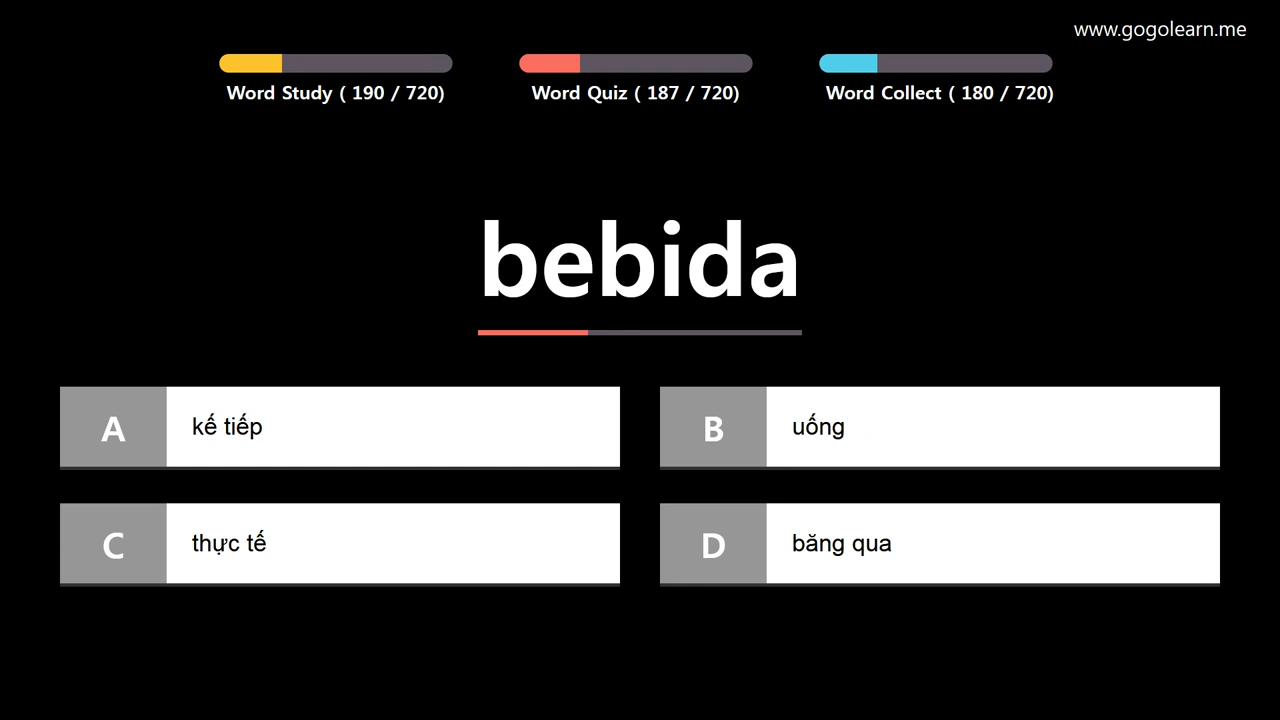 www.gogolearn.me
Word Study ( 190 / 720)
Word Quiz ( 187 / 720)
Word Collect ( 180 / 720)
bebida
A
kế tiếp
B
uống
C
thực tế
D
băng qua